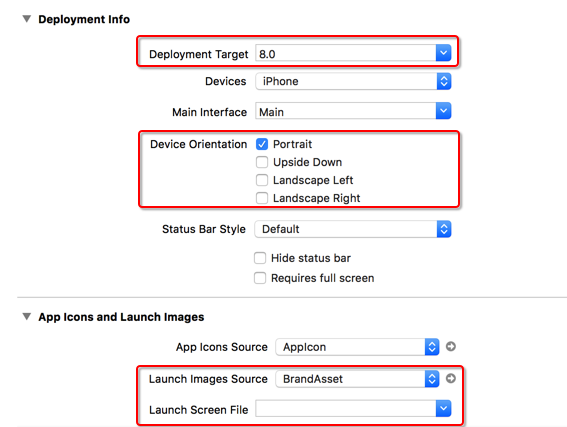 Deployment Info
Deployment Target 8.0
Devices iPhone
Main Interface Main
Device Orientation Portrait
Upside Down
Landscape Left
Landscape Right
Status Bar Style Default
Hide status bar
Requires full screen
App Icons and Launch Images
App Icons Source AppIcon
Launch Images Source BrandAsset
Launch Screen File